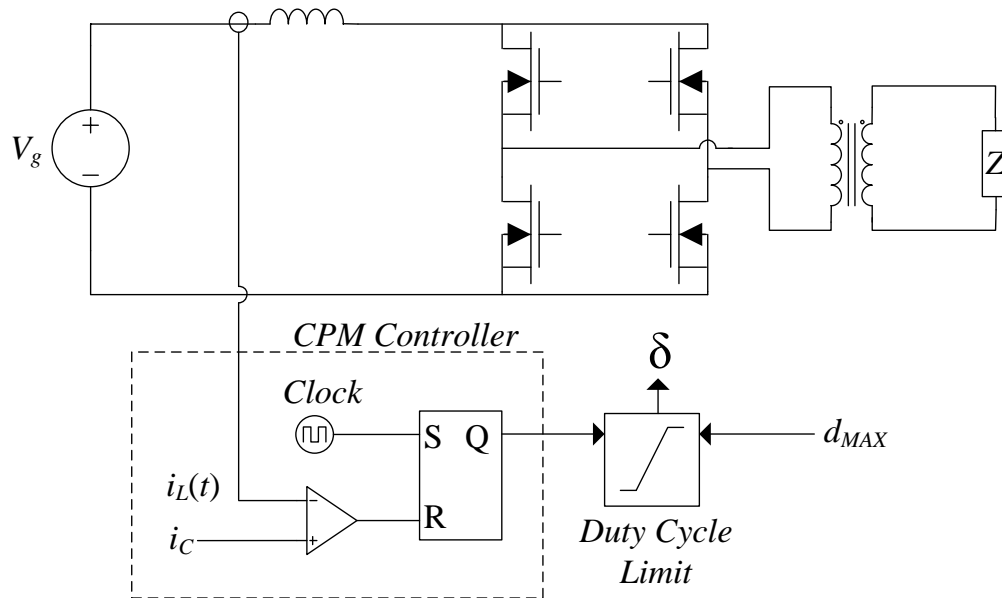 +
V_g
−
Z
CPM Controller
Clock
δ
S Q
d_MAX
i_L(t)
-
R
i_C
+
Duty Cycle
Limit